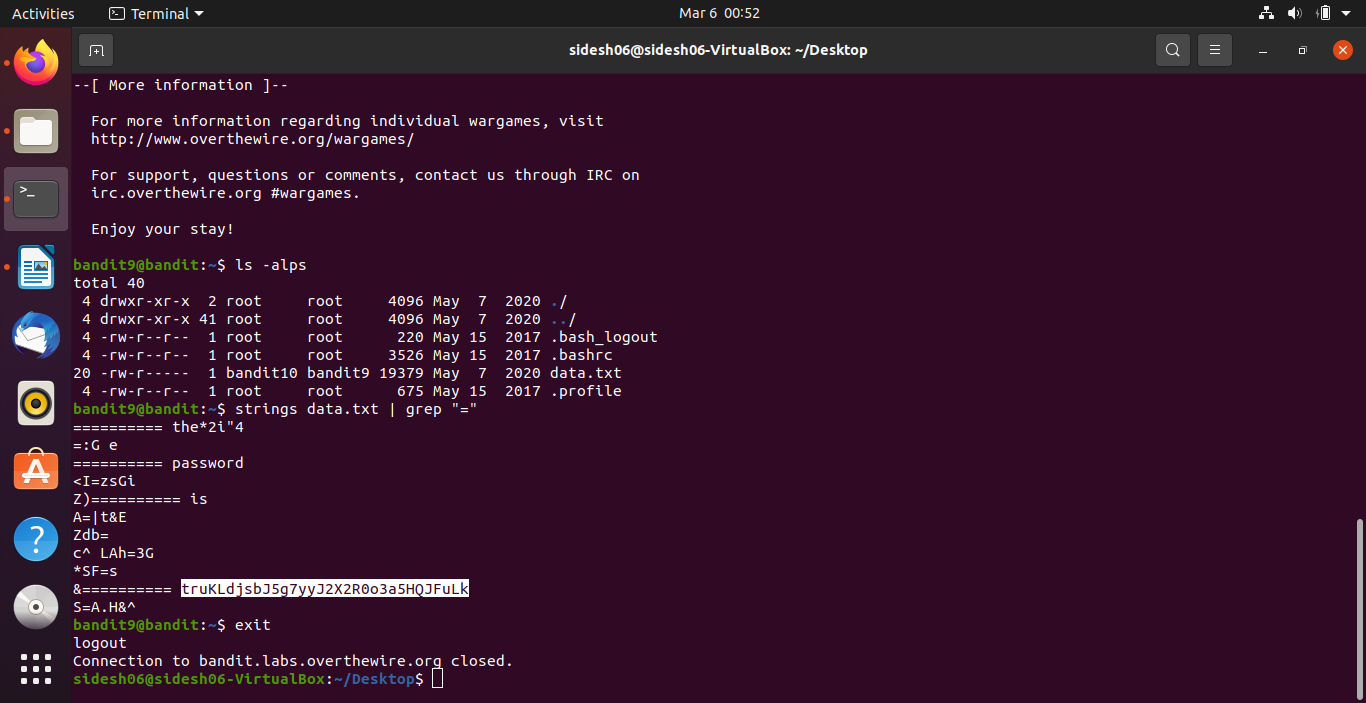 Activities
Terminal
Mar 6 00:52
sidesh06@sidesh06-VirtualBox: ~/Desktop
--[ More information ]--
For more information regarding individual wargames, visit
http://www.overthewire.org/wargames/
For support, questions or comments, contact us through IRC on
irc.overthewire.org #wargames.
Enjoy your stay!
bandit9@bandit:~$ ls -alps
total 40
4 drwxr-xr-x 2 root root 4096 May 7 2020 ./
4 drwxr-xr-x 41 root root 4096 May 7 2020 ../
4 -rw-r--r-- 1 root root 220 May 15 2017 .bash_logout
4 -rw-r--r-- 1 root root 3526 May 15 2017 .bashrc
20 -rw-r----- 1 bandit10 bandit9 19379 May 7 2020 data.txt
4 -rw-r--r-- 1 root root 675 May 15 2017 .profile
bandit9@bandit:~$ strings data.txt | grep "="
========== the*2i"4
=:G e
========== password
<I=zsGi
Z)========== is
A=|t&E
Zdb=
c^ LAh=3G
*SF=s
&========== truKLdjsbJ5g7yyJ2X2R0o3a5HQJFuLk
S=A.H&^
bandit9@bandit:~$ exit
logout
Connection to bandit.labs.overthewire.org closed.
sidesh06@sidesh06-VirtualBox:~/Desktop$